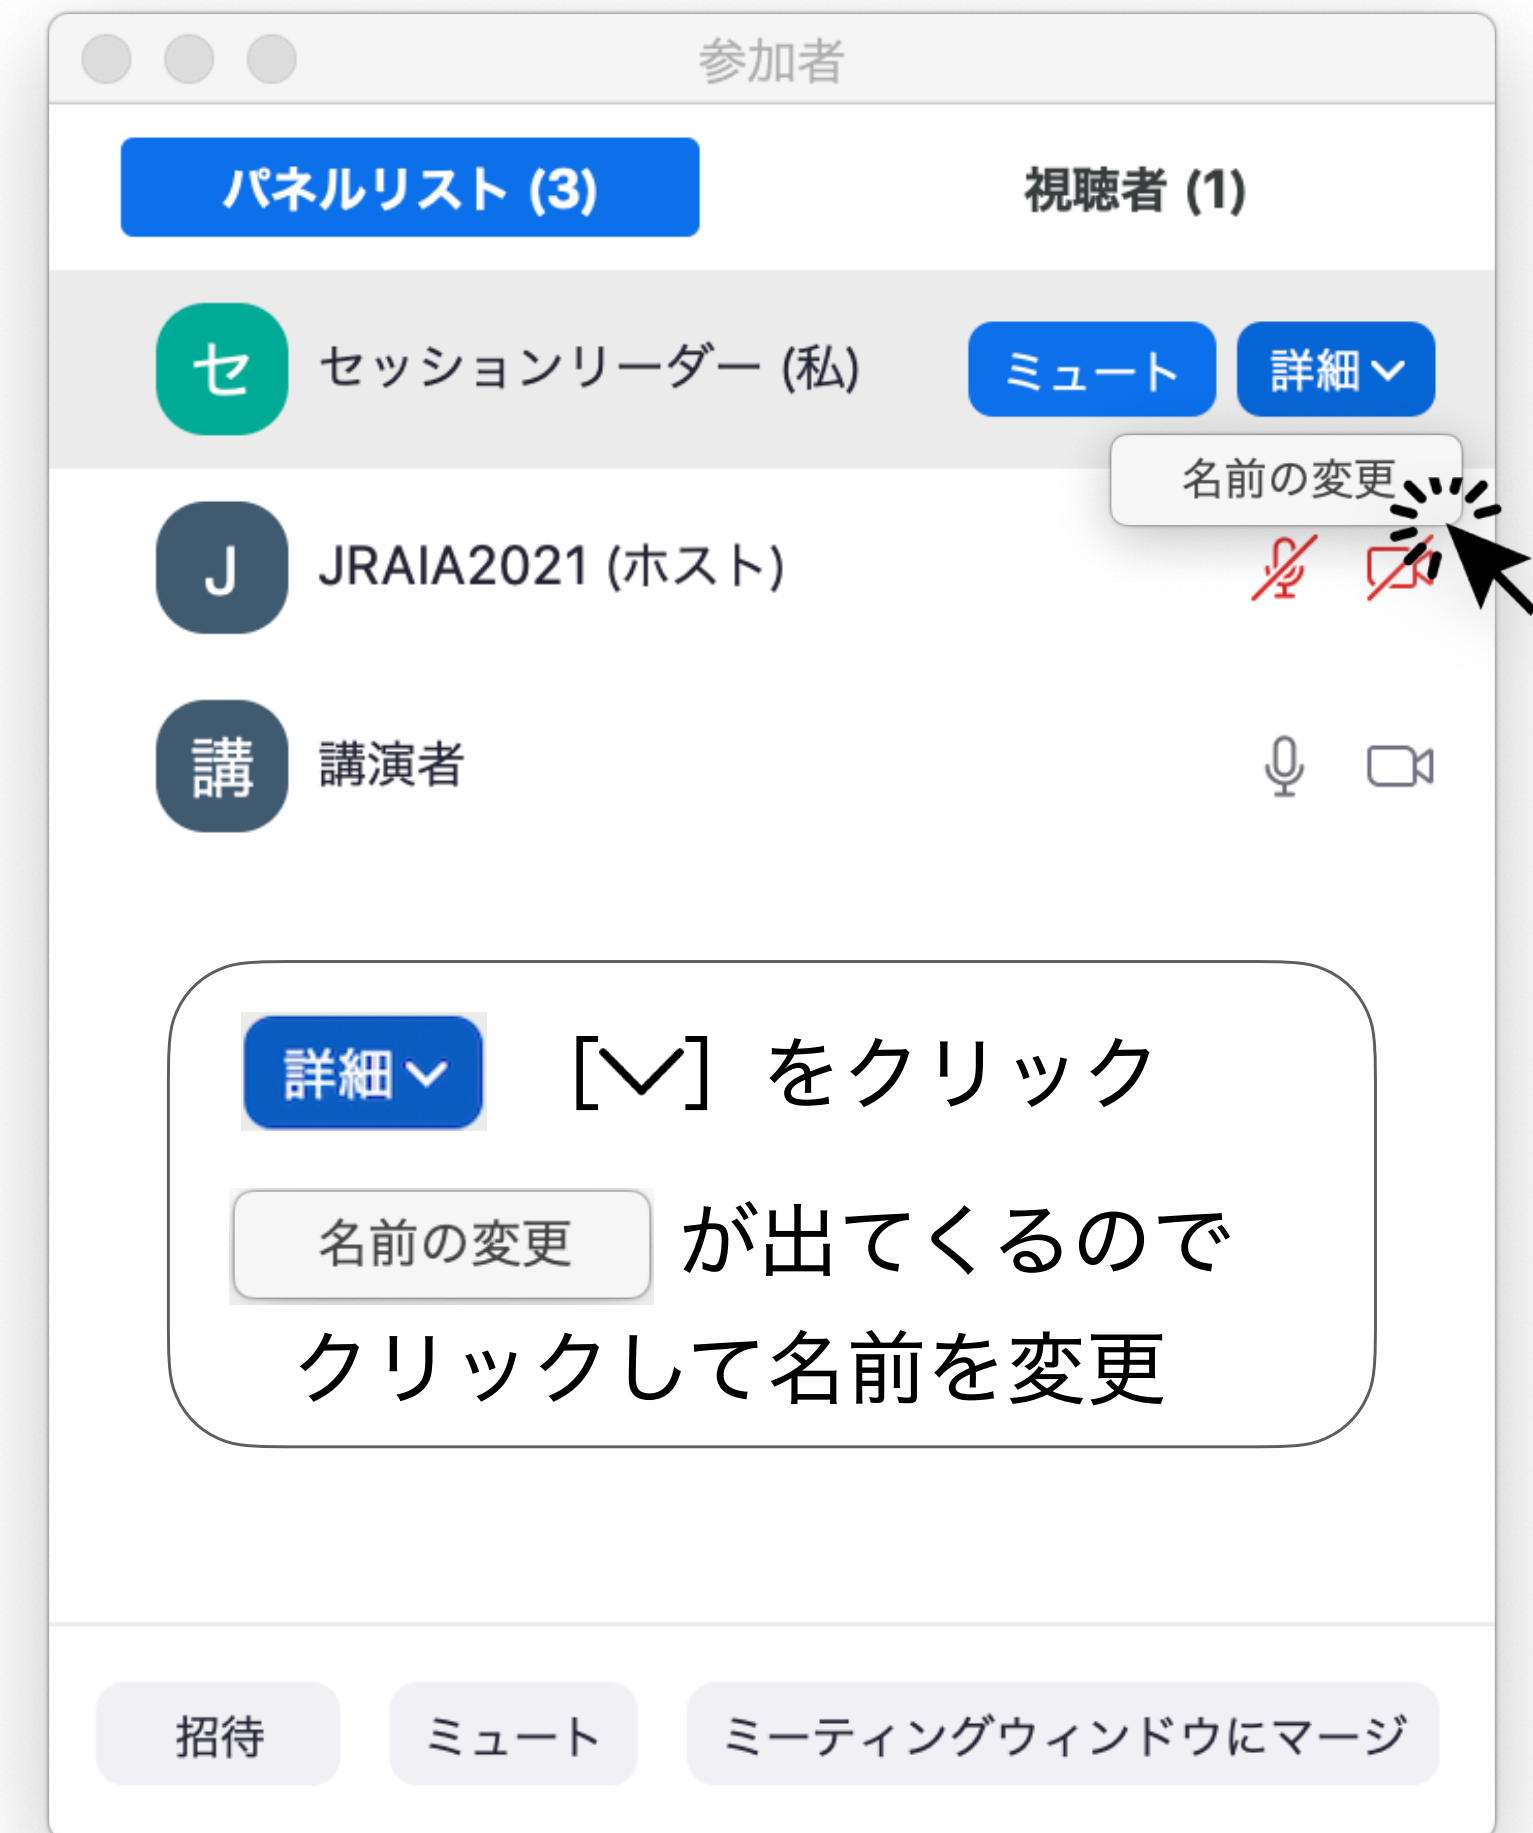 参加者
パネルリスト (3)
視聴者 (1)
セ セッションリーダー (私) ミュート 詳細
名前の変更
J JRAIA2021 (ホスト)
講 講演者
詳細 [ ] をクリック
名前の変更 が出てくるので
クリックして名前を変更
招待 ミュート ミーティングウィンドウにマージ